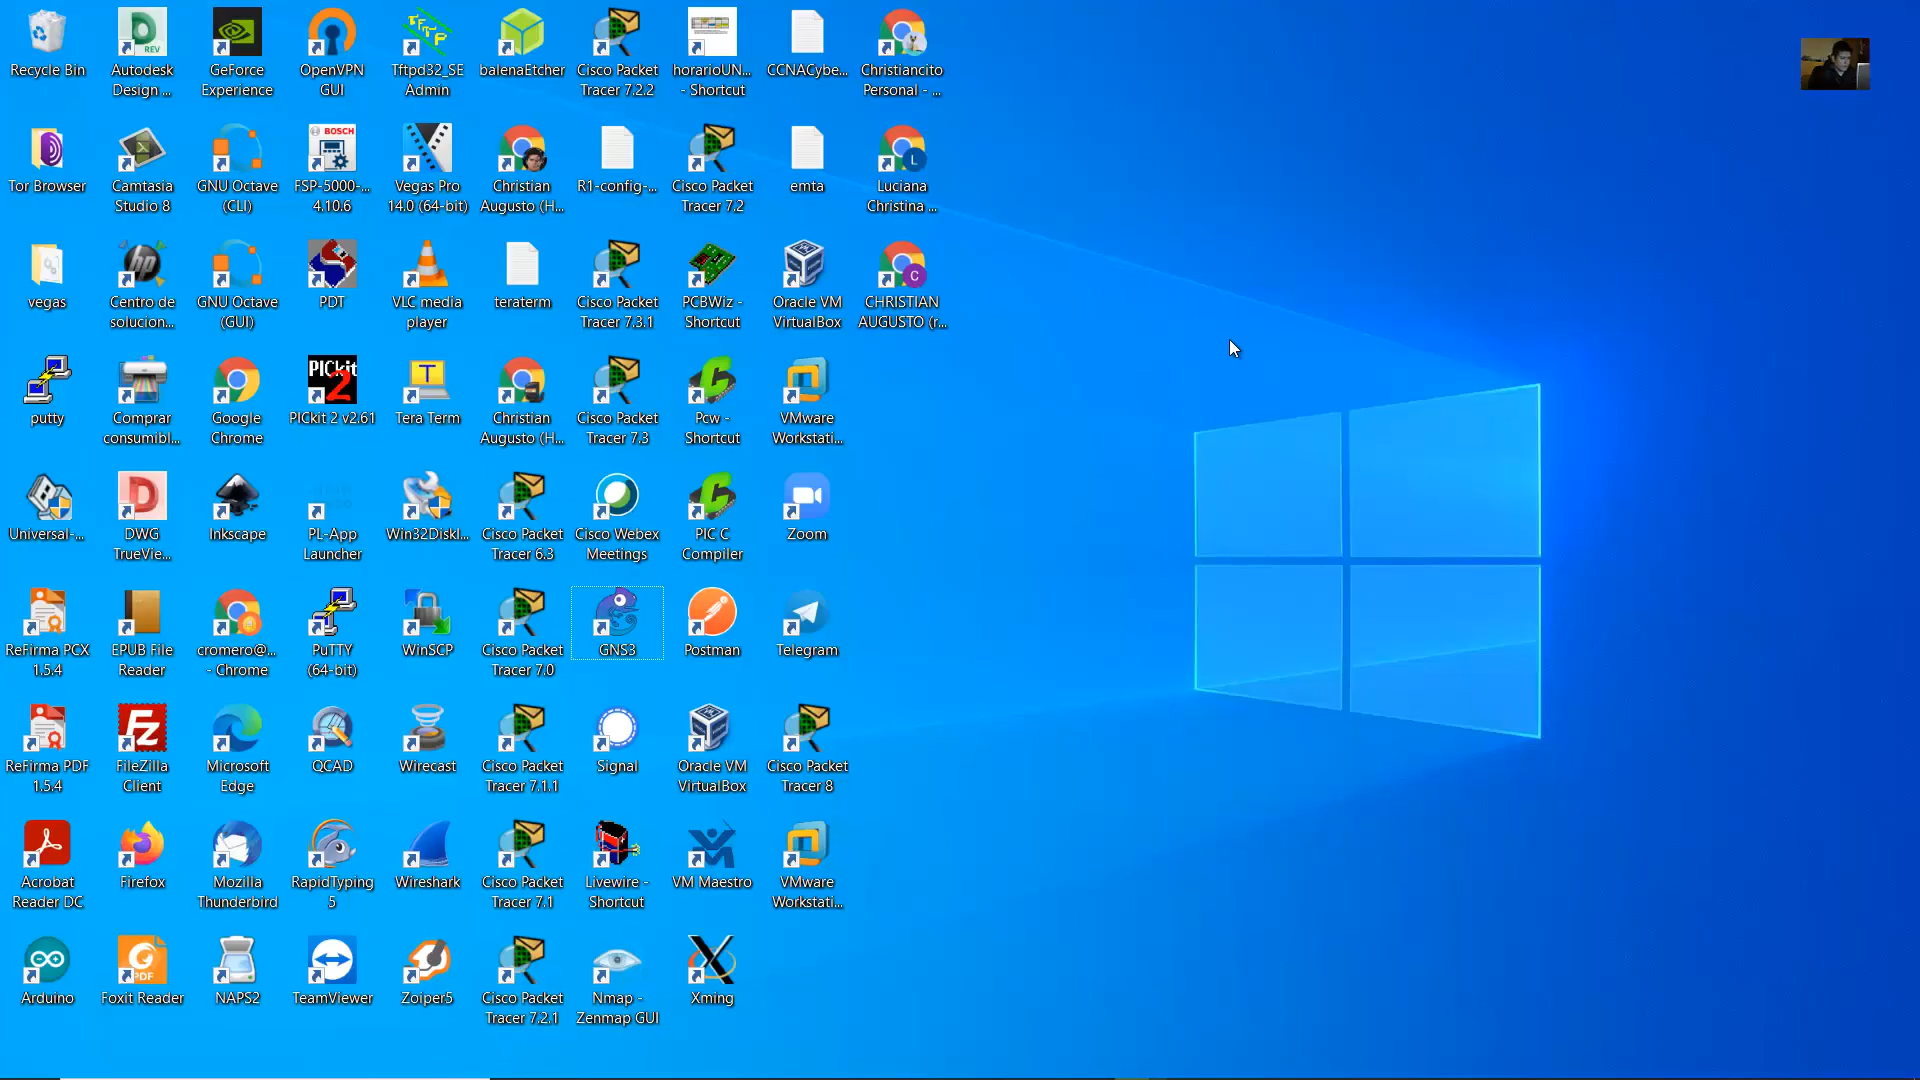 Recycle Bin
Autodesk
Design ...
REV
GeForce
Experience
OpenVPN
GUI
TFTP
Tftpd32_SE
Admin
balenaEtcher
Cisco Packet
Tracer 7.2.2
horarioUN...
- Shortcut
CCNACybe...
Christiancito
Personal - ...
Tor Browser
Camtasia
Studio 8
GNU Octave
(CLI)
BOSCH
FSP-5000-...
4.10.6
Vegas Pro
14.0 (64-bit)
Christian
Augusto (H...
R1-config-...
Cisco Packet
Tracer 7.2
emta
L
Luciana
Christina ...
vegas
hp
Centro de
solucion...
GNU Octave
(GUI)
PDT
VLC media
player
teraterm
Cisco Packet
Tracer 7.3.1
PCBWiz -
Shortcut
Oracle VM
VirtualBox
C
CHRISTIAN
AUGUSTO (r...
putty
Comprar
consumibl...
Google
Chrome
PICkit
2
PICkit 2 v2.61
T
Tera Term
Christian
Augusto (H...
Cisco Packet
Tracer 7.3
Pcw -
Shortcut
VMware
Workstati...
Universal-...
D
DWG
TrueVie...
Inkscape
PL-App
Launcher
Win32DiskI...
Cisco Packet
Tracer 6.3
Cisco Webex
Meetings
PIC C
Compiler
Zoom
ReFirma PCX
1.5.4
EPUB File
Reader
cromero@...
- Chrome
PuTTY
(64-bit)
WinSCP
Cisco Packet
Tracer 7.0
GNS3
Postman
Telegram
ReFirma PDF
1.5.4
FZ
FileZilla
Client
Microsoft
Edge
QCAD
Wirecast
Cisco Packet
Tracer 7.1.1
Signal
Oracle VM
VirtualBox
Cisco Packet
Tracer 8
Acrobat
Reader DC
Firefox
Mozilla
Thunderbird
RapidTyping
5
Wireshark
Cisco Packet
Tracer 7.1
Livewire -
Shortcut
VM Maestro
VMware
Workstati...
Arduino
PDF
Foxit Reader
NAPS2
TeamViewer
Zoiper5
Cisco Packet
Tracer 7.2.1
Nmap -
Zenmap GUI
Xming